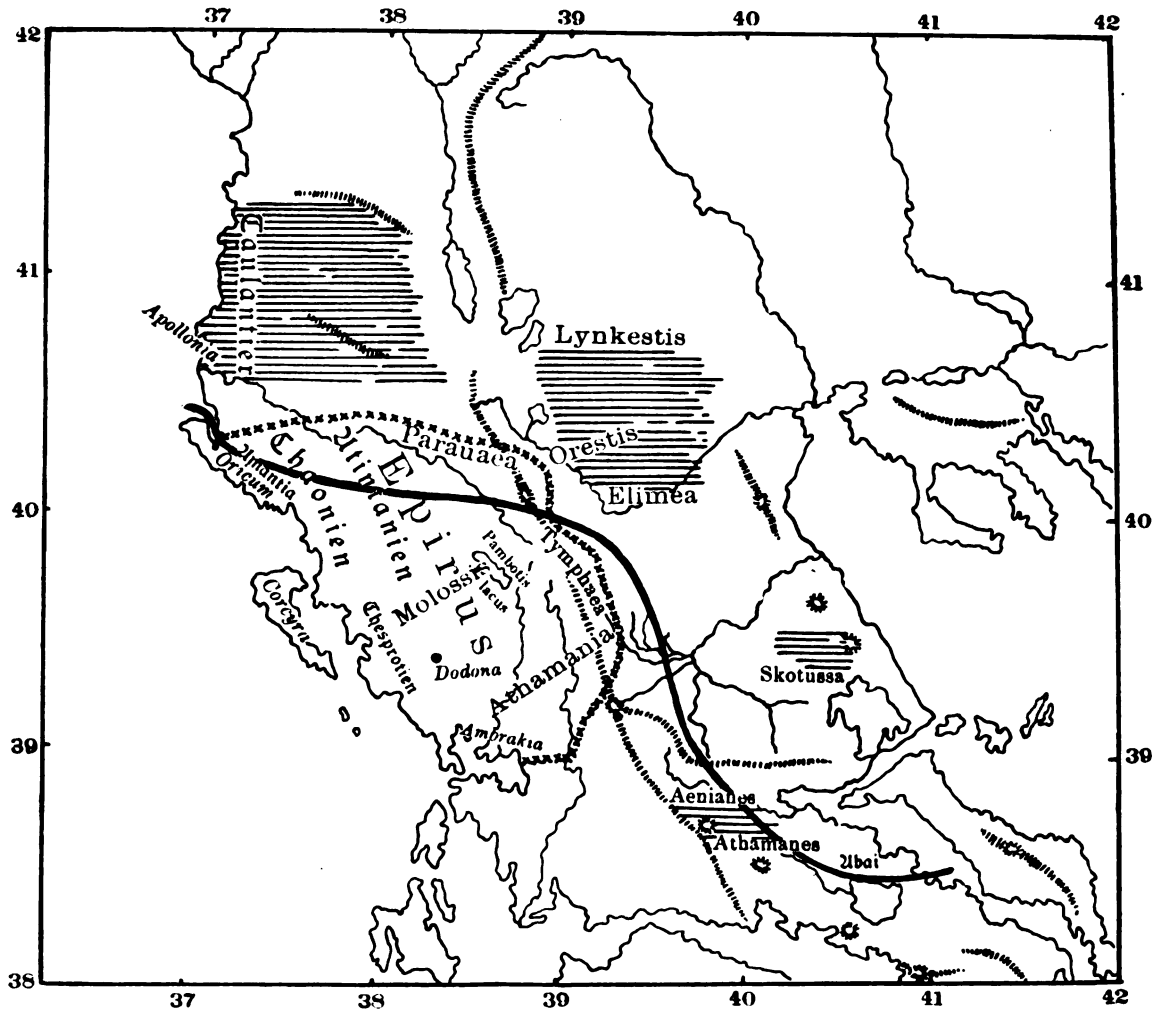 37 38 39 40 41 42
42
41 41
Caulantier
Apollonia
Lynkestis
Orestis
Elimea
Parauaea
Epirus
Chaonien
Atintanien
Amantia
Oricum
40 40
Tymphaea
Pambotis
lacus
Molossis
Corcyra
Thesprotien
Dodona
Athamania
Skotussa
Ambrakia
39 39
Aenianes
Athamanes
Abai
38
37 38 39 40 41 42